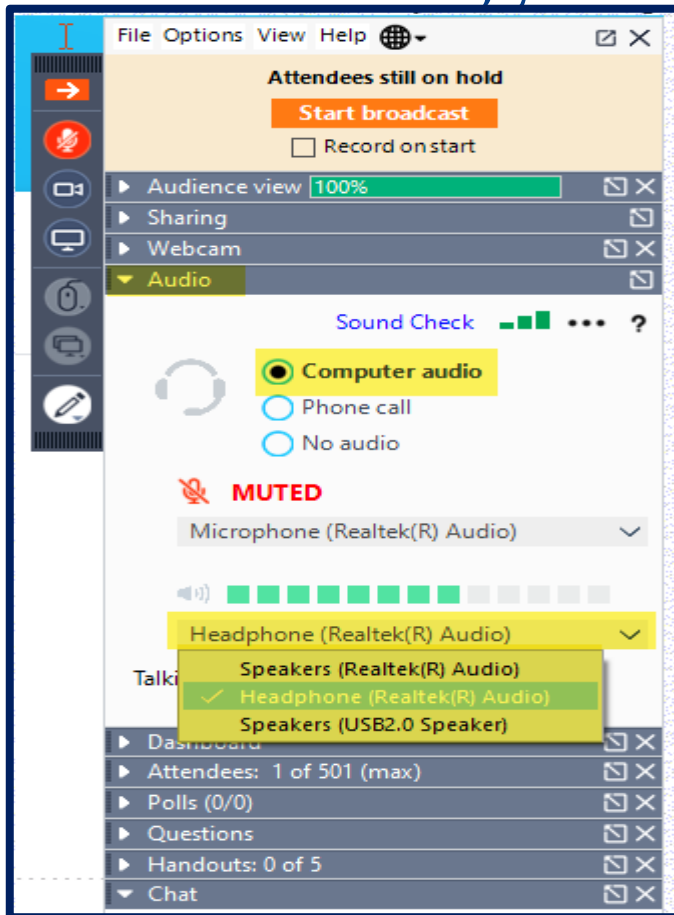 File Options View Help
Attendees still on hold
Start broadcast
Record on start
Audience view 100%
Sharing
Webcam
Audio
Sound Check ?
Computer audio
Phone call
No audio
MUTED
Microphone (Realtek(R) Audio)
Headphone (Realtek(R) Audio)
Speakers (Realtek(R) Audio)
Talki
Headphone (Realtek(R) Audio)
Speakers (USB2.0 Speaker)
Dashboard
Attendees: 1 of 501 (max)
Polls (0/0)
Questions
Handouts: 0 of 5
Chat